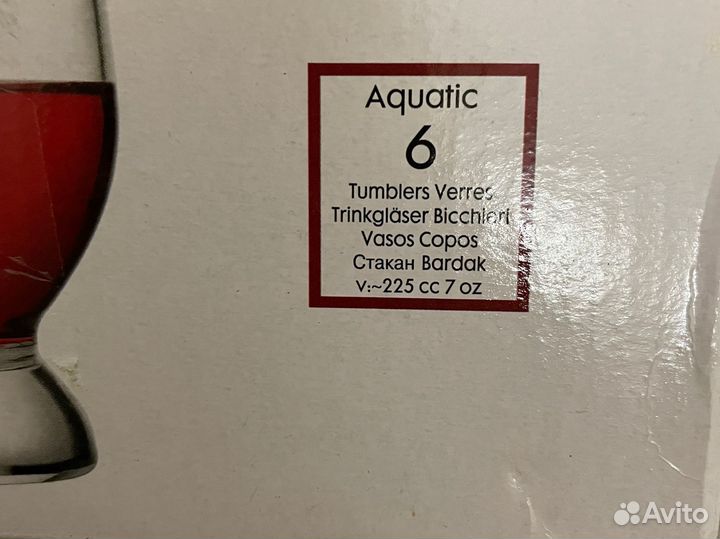 Aquatic
6
Tumblers Verres
Trinkgläser Bicchieri
Vasos Copos
Стакан Bardak
V:~225 cc 7 oz
Avito